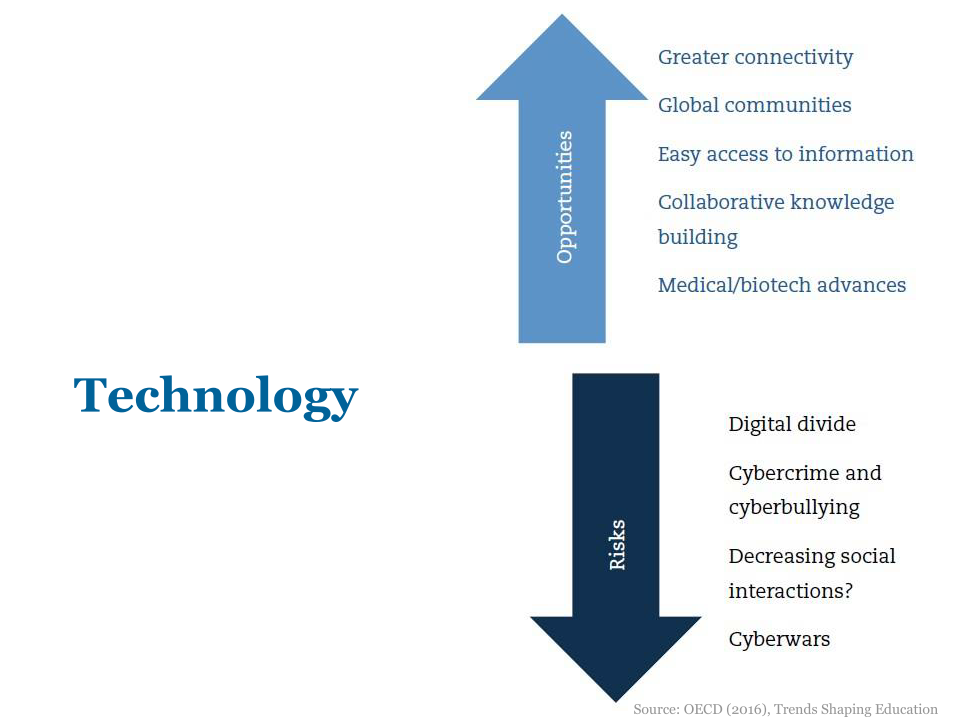 Greater connectivity
Global communities
Easy access to information
Collaborative knowledge
building
Medical/biotech advances
Opportunities
Technology
Digital divide
Cybercrime and
cyberbullying
Decreasing social
interactions?
Cyberwars
Risks
Source: OECD (2016), Trends Shaping Education